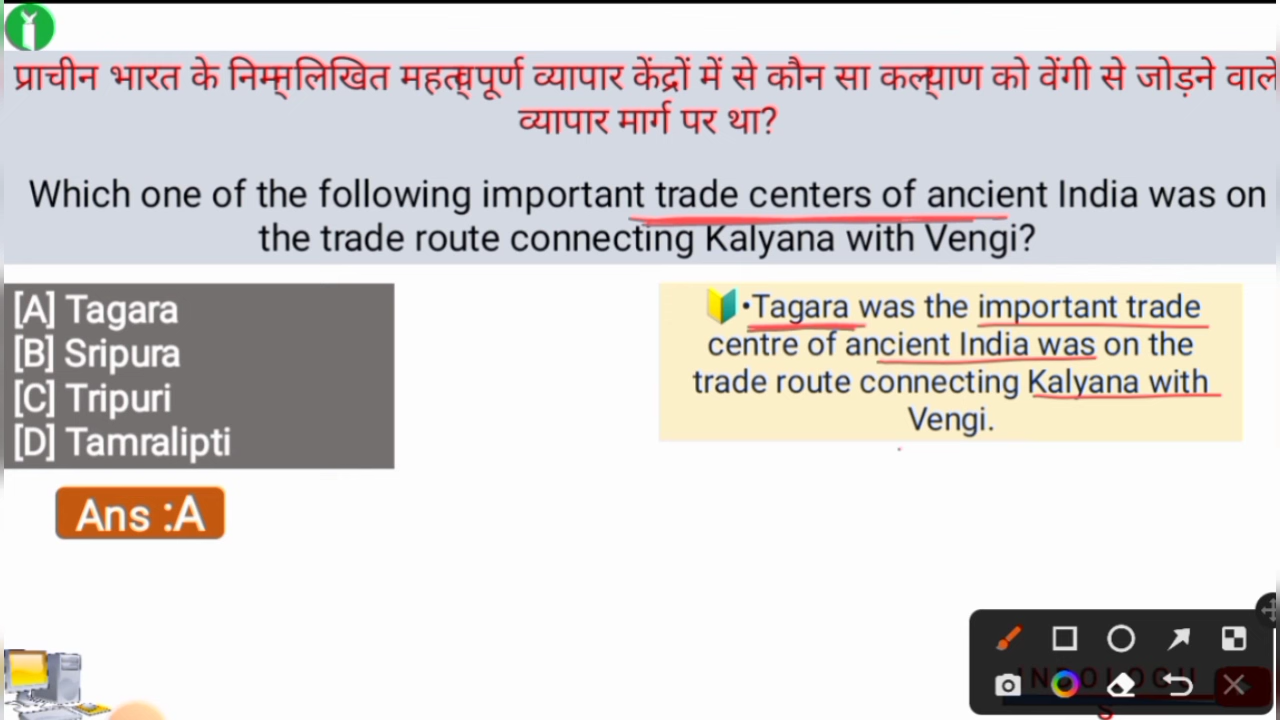 प्राचीन भारत के निम्नलिखित महत्वपूर्ण व्यापार केंद्रों में से कौन सा कल्याण को वेंगी से जोड़ने वाले
व्यापार मार्ग पर था?
Which one of the following important trade centers of ancient India was on
the trade route connecting Kalyana with Vengi?
[A] Tagara
[B] Sripura
[C] Tripuri
[D] Tamralipti
Ans :A
•Tagara was the important trade
centre of ancient India was on the
trade route connecting Kalyana with
Vengi.
INDOLOGU
S